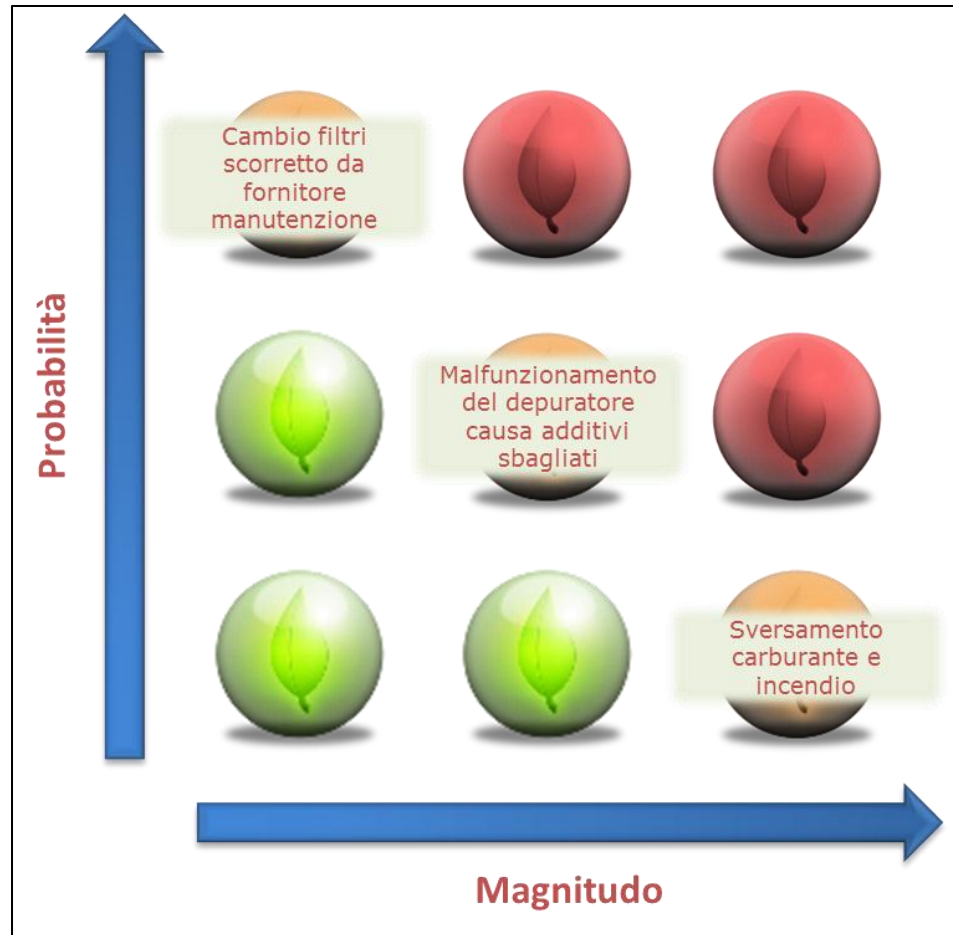 Cambio filtri
scorretto da
fornitore
manutenzione
Probabilità
Malfunzionamento
del depuratore
causa additivi
sbagliati
Sversamento
carburante e
incendio
Magnitudo